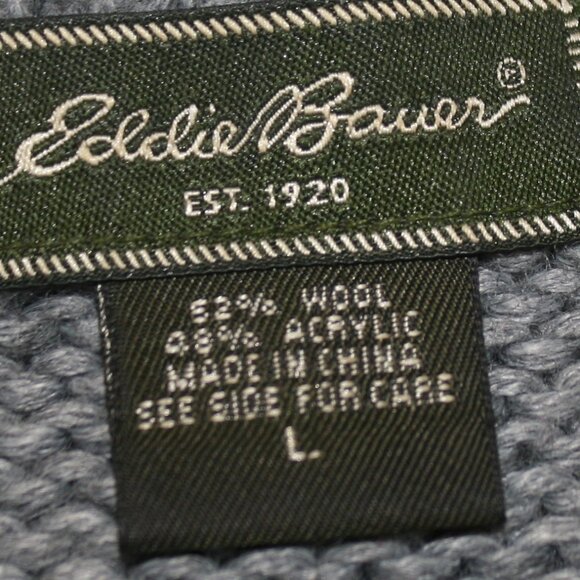 Eddie Bauer ®
EST. 1920
52% WOOL
48% ACRYLIC
MADE IN CHINA
SEE SIDE FOR CARE
L